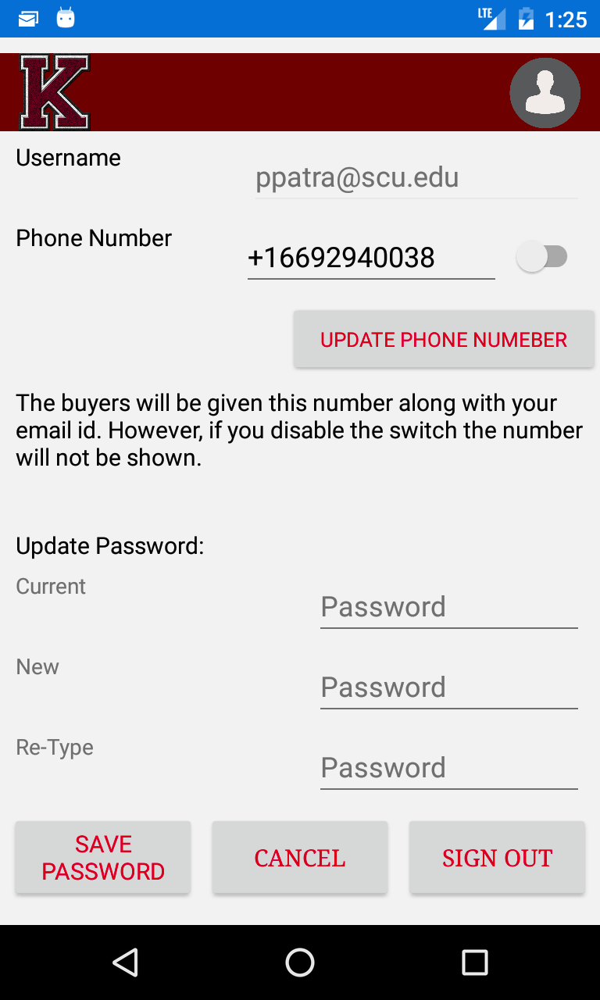 LTE 1:25
K
Username
ppatra@scu.edu
Phone Number
+16692940038
UPDATE PHONE NUMEBER
The buyers will be given this number along with your
email id. However, if you disable the switch the number
will not be shown.
Update Password:
Current
Password
New
Password
Re-Type
Password
SAVE
PASSWORD
CANCEL
SIGN OUT